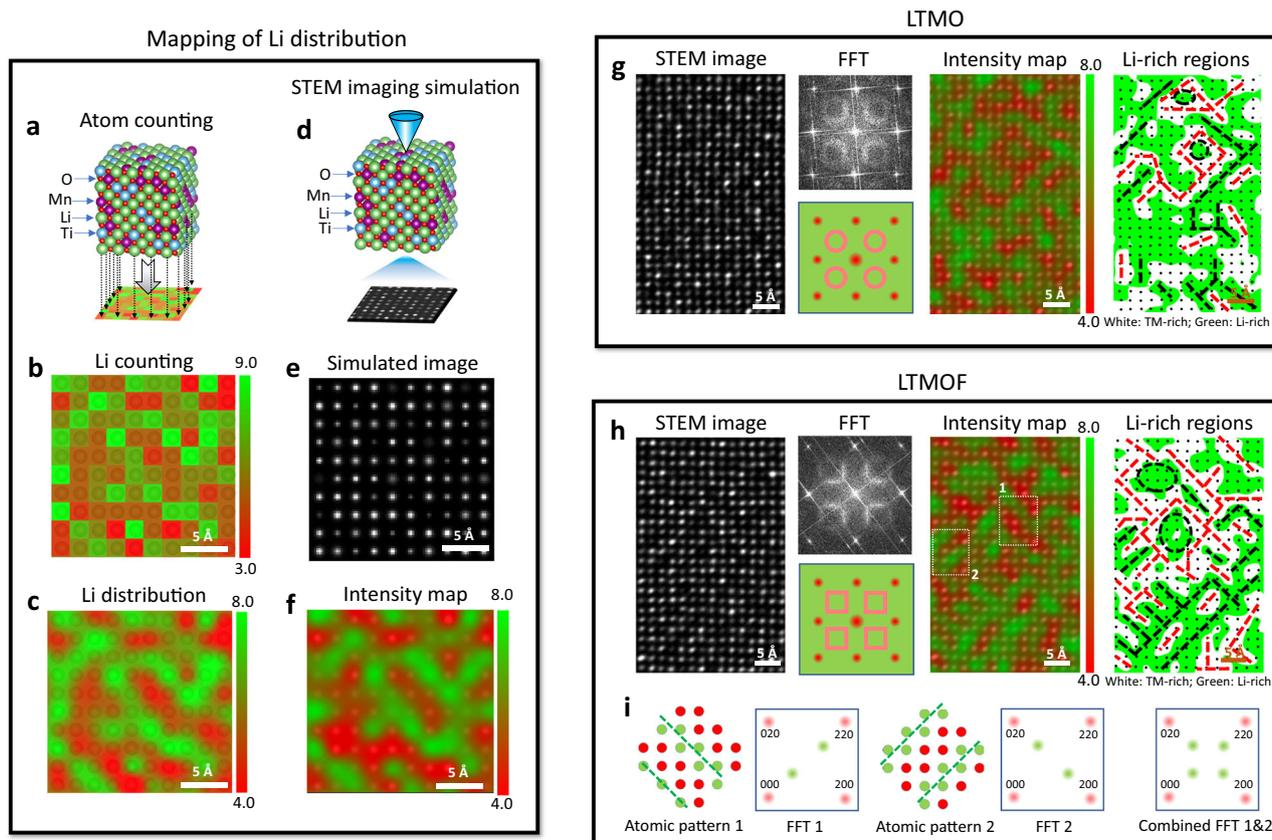 Mapping of Li distribution
a
Atom counting
O
Mn
Li
Ti
STEM imaging simulation
d
O
Mn
Li
Ti
b
Li counting
9.0
3.0
5 Å
e
Simulated image
5 Å
c
Li distribution
8.0
4.0
5 Å
f
Intensity map
8.0
4.0
5 Å
LTMO
g
STEM image
FFT
Intensity map
Li-rich regions
8.0
5 Å
5 Å
4.0
White: TM-rich; Green: Li-rich
LTMOF
h
STEM image
FFT
Intensity map
Li-rich regions
8.0
1
2
5 Å
5 Å
5 Å
4.0
White: TM-rich; Green: Li-rich
i
020
220
000
200
020
220
000
200
020
220
000
200
Atomic pattern 1
FFT 1
Atomic pattern 2
FFT 2
Combined FFT 1&2